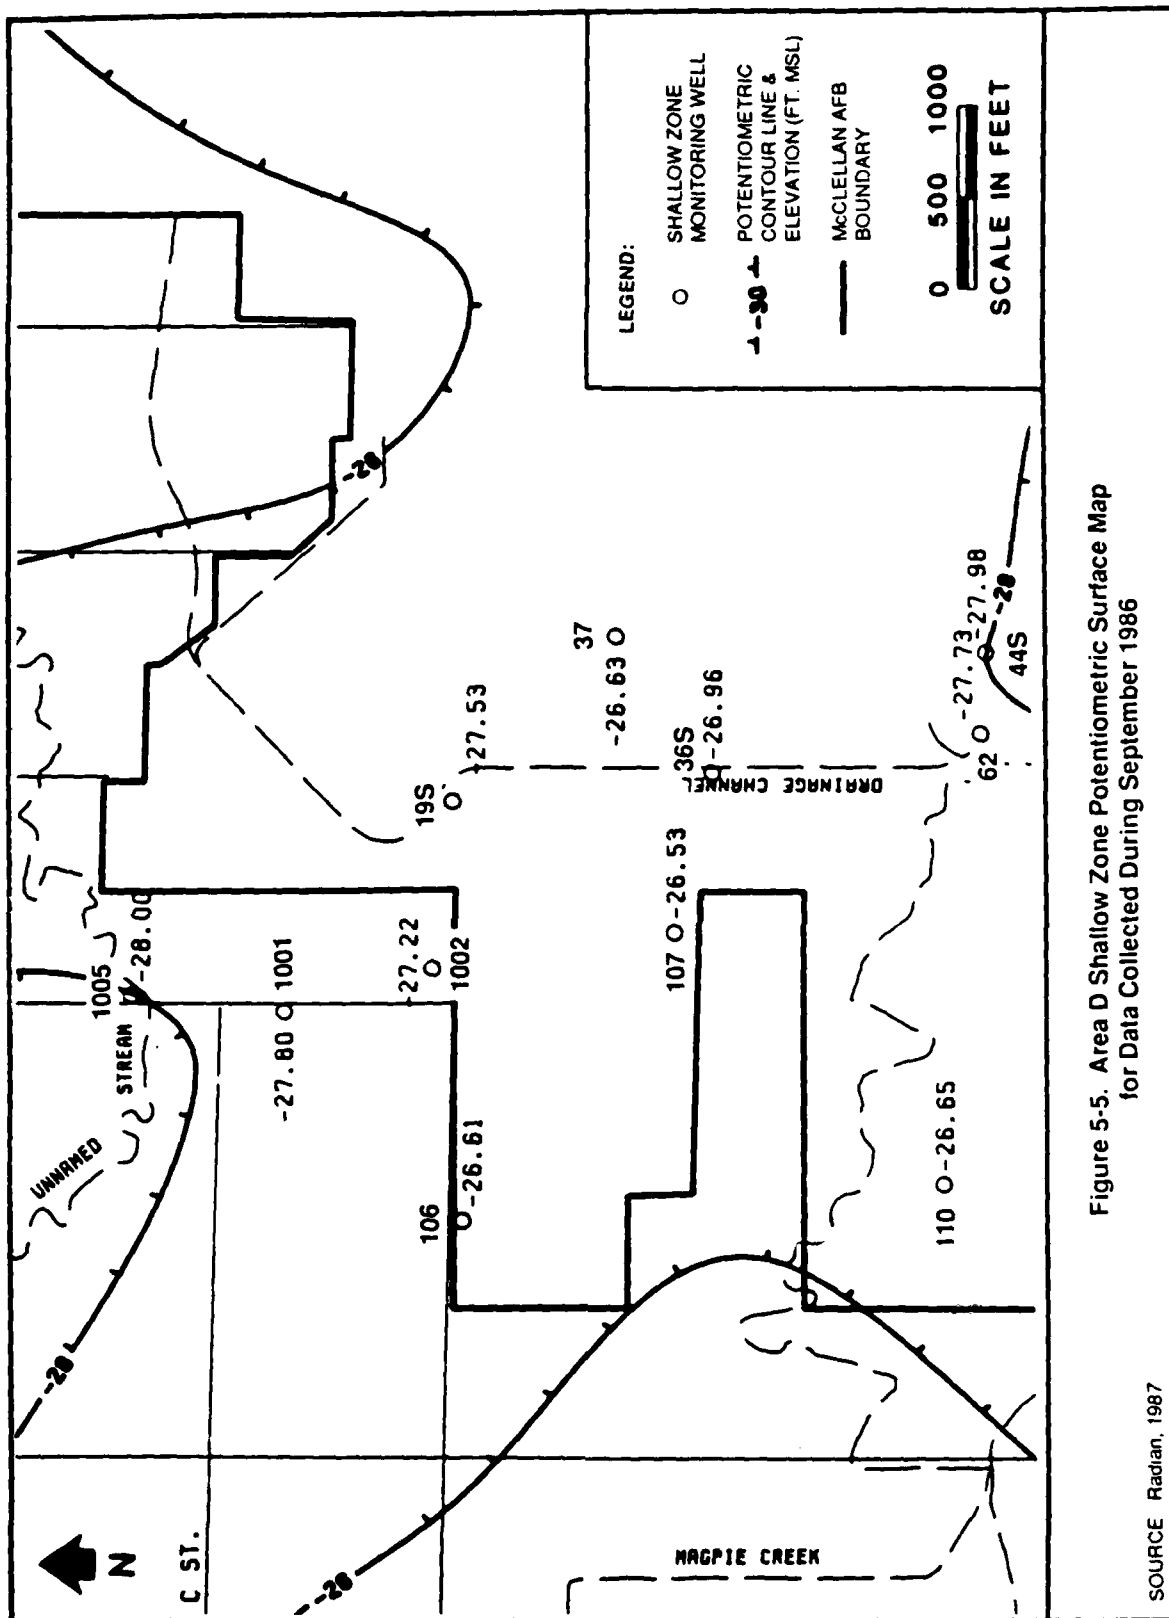 N
C ST.
UNNAMED
STREAM
1005
-28.00
-28
-27.80
1001
-27.22
1002
106
-26.61
19S
-27.53
-28
37
-26.63
36S
-26.96
DRAINAGE CHANNEL
107
-26.53
110
-26.65
62
-27.73
-27.98
44S
-28
-26
MAGPIE CREEK
LEGEND:
SHALLOW ZONE
MONITORING WELL
-30
POTENTIOMETRIC
CONTOUR LINE &
ELEVATION (FT. MSL)
McCLELLAN AFB
BOUNDARY
0 500 1000
SCALE IN FEET
Figure 5-5. Area D Shallow Zone Potentiometric Surface Map
for Data Collected During September 1986
SOURCE Radian, 1987